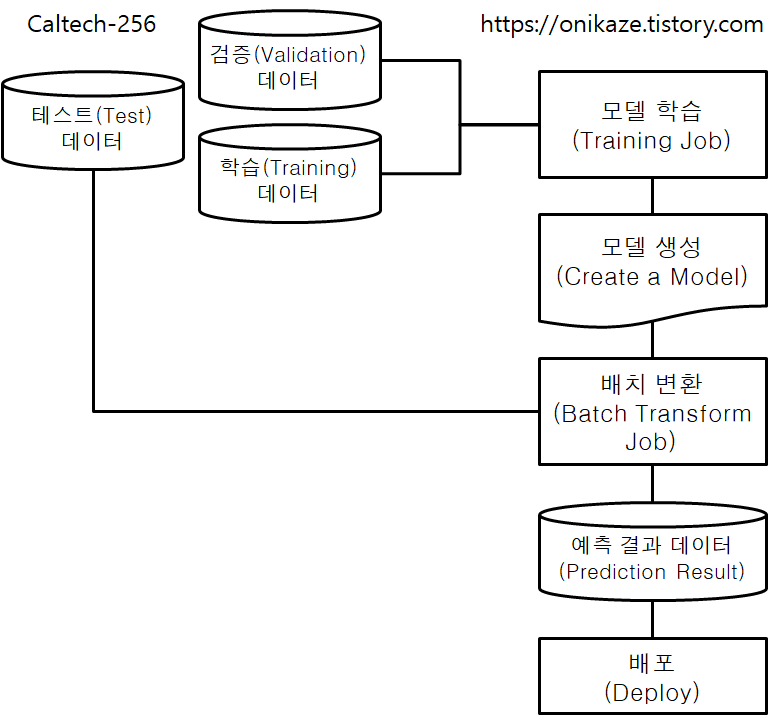 Caltech-256
https://onikaze.tistory.com
검증(Validation)
데이터
테스트(Test)
데이터
학습(Training)
데이터
모델 학습
(Training Job)
모델 생성
(Create a Model)
배치 변환
(Batch Transform
Job)
예측 결과 데이터
(Prediction Result)
배포
(Deploy)